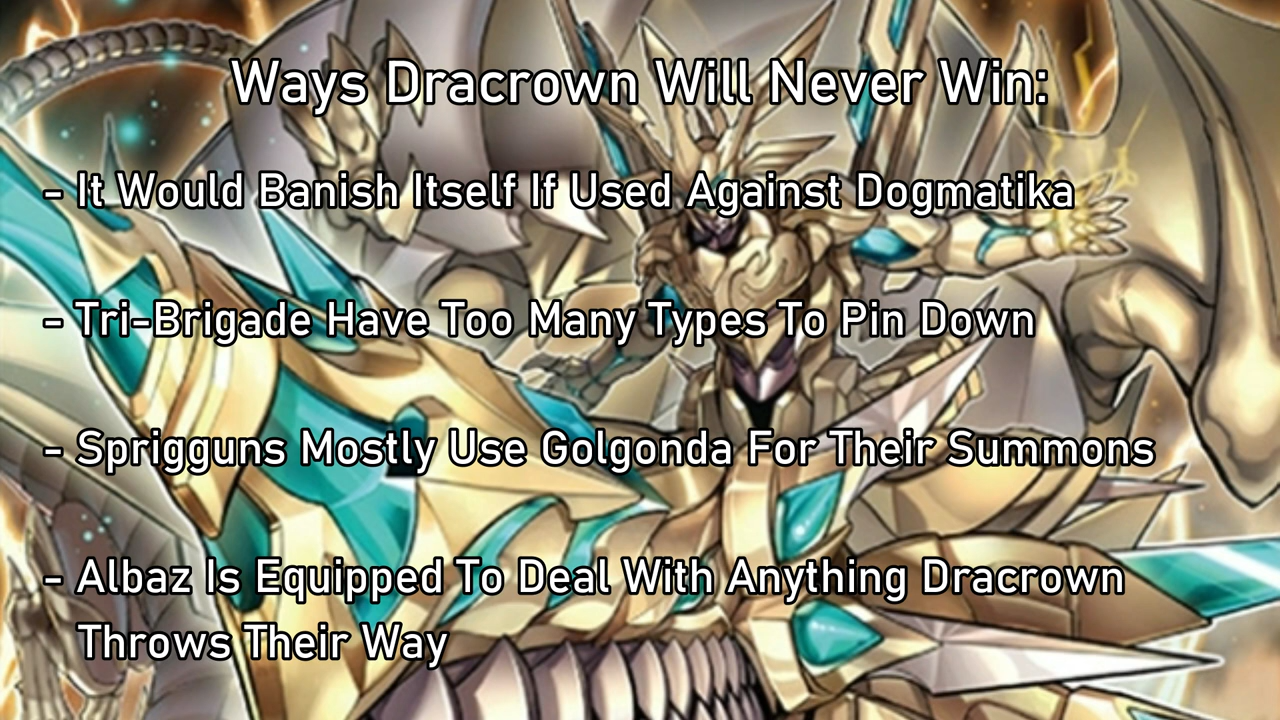 Ways Dracrown Will Never Win:
- It Would Banish Itself If Used Against Dogmatika
- Tri-Brigade Have Too Many Types To Pin Down
- Sprigguns Mostly Use Golgonda For Their Summons
- Albaz Is Equipped To Deal With Anything Dracrown
Throws Their Way